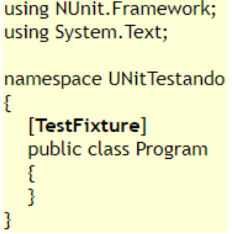 using NUnit.Framework;
using System.Text;
namespace UNitTestando
{
[TestFixture]
public class Program
{
}
}